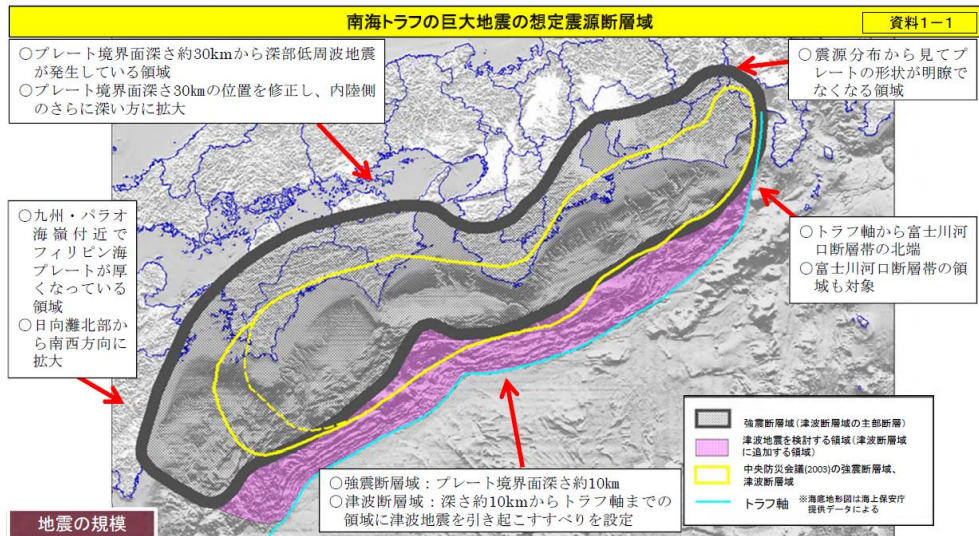 南海トラフの巨大地震の想定震源断層域
資料1－1
○プレート境界面深さ約30kmから深部低周波地震
が発生している領域
○プレート境界面深さ30kmの位置を修正し、内陸側
のさらに深い方に拡大
○震源分布から見てプ
レートの形状が明瞭で
なくなる領域
○九州・パラオ
海嶺付近で
フィリピン海
プレートが厚く
なっている
領域
○日向灘北部か
ら南西方向に
拡大
○トラフ軸から富士川河
口断層帯の北端
○富士川河口断層帯の領
域も対象
○強震断層域：プレート境界面深さ約10km
○津波断層域：深さ約10kmからトラフ軸までの
領域に津波地震を引き起こすすべりを設定
強震断層域(津波断層域の主部断層)
津波地震を検討する領域(津波断層域
に追加する領域)
中央防災会議(2003)の強震断層域、
津波断層域
トラフ軸
※海底地形図は海上保安庁
提供データによる
地震の規模